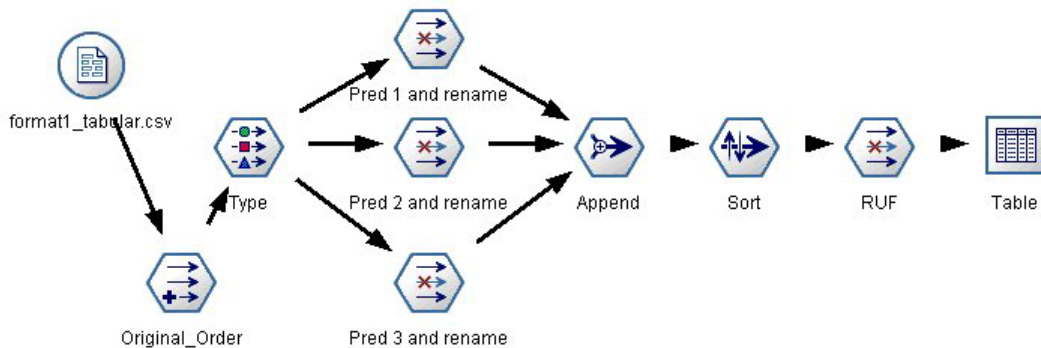 Pred 1 and rename
format1_tabular.csv
Type
Pred 2 and rename
Append
Sort
RUF
Table
Original_Order
Pred 3 and rename